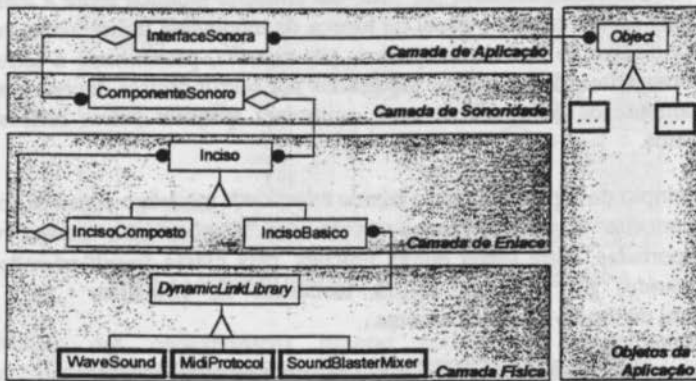 InterfaceSonora
Object
Camada de Aplicação
ComponenteSonoro
Camada de Sonoridade
...
...
Inciso
IncisoComposto
IncisoBasico
Camada de Enlace
DynamicLinkLibrary
WaveSound
MidiProtocol
SoundBlasterMixer
Camada Física
Objetos da
Aplicação